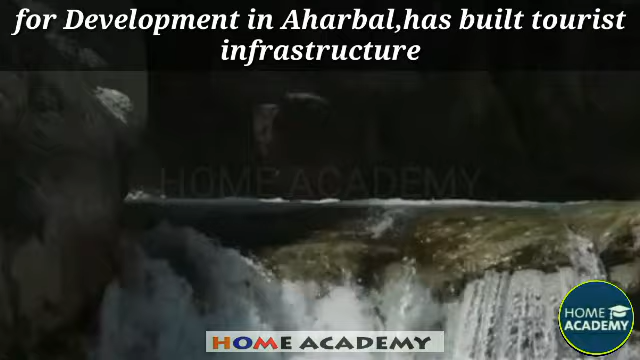 for Development in Aharbal,has built tourist
infrastructure
HOME ACADEMY
HOME ACADEMY
HOME
ACADEMY